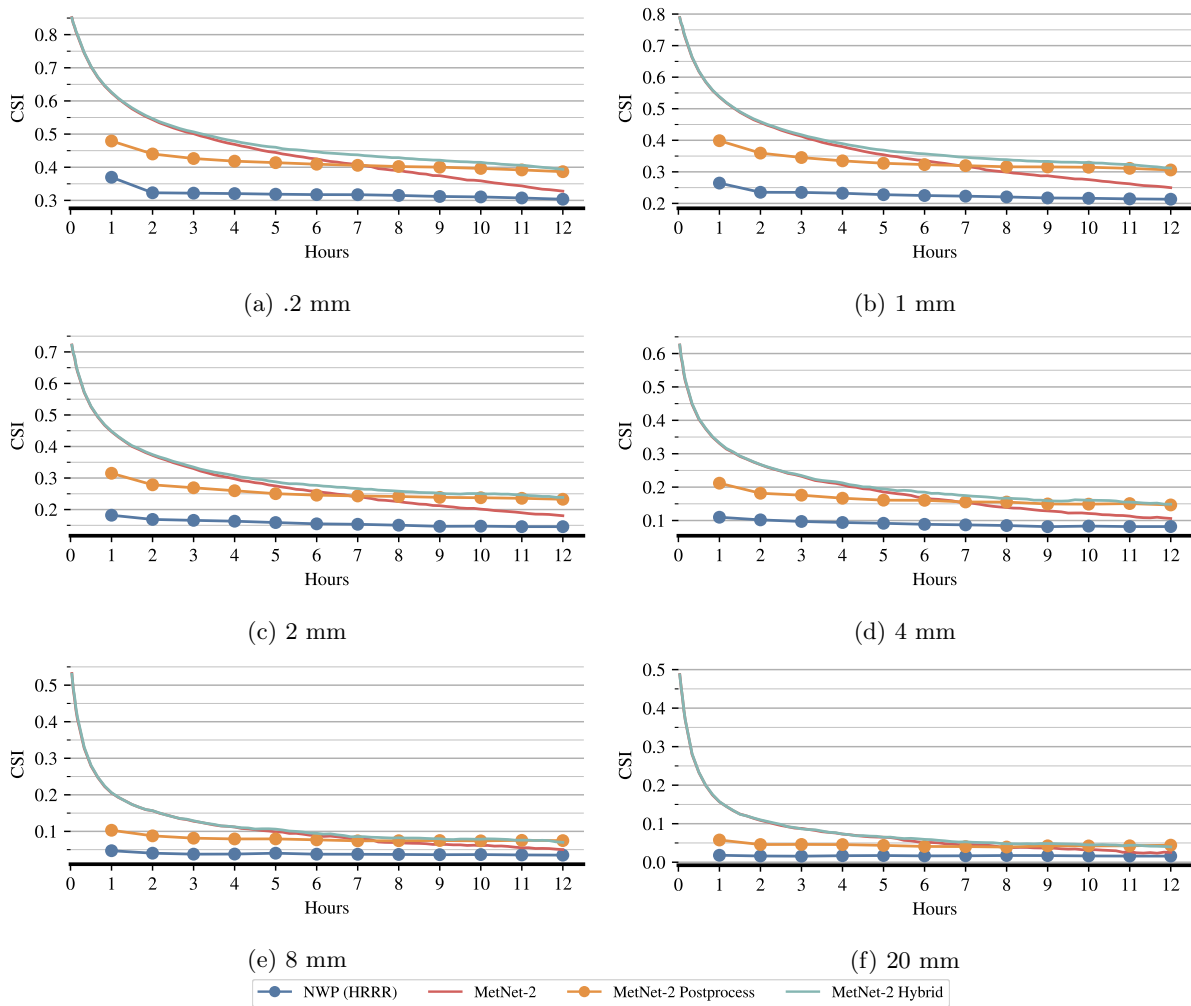 0.8
0.7
0.6
0.5
0.4
0.3
CSI
0 1 2 3 4 5 6 7 8 9 10 11 12
Hours
(a) .2 mm
0.8
0.7
0.6
0.5
0.4
0.3
0.2
CSI
0 1 2 3 4 5 6 7 8 9 10 11 12
Hours
(b) 1 mm
0.7
0.6
0.5
0.4
0.3
0.2
CSI
0 1 2 3 4 5 6 7 8 9 10 11 12
Hours
(c) 2 mm
0.6
0.5
0.4
0.3
0.2
0.1
CSI
0 1 2 3 4 5 6 7 8 9 10 11 12
Hours
(d) 4 mm
0.5
0.4
0.3
0.2
0.1
CSI
0 1 2 3 4 5 6 7 8 9 10 11 12
Hours
(e) 8 mm
0.5
0.4
0.3
0.2
0.1
0.0
CSI
0 1 2 3 4 5 6 7 8 9 10 11 12
Hours
(f) 20 mm
NWP (HRRR) MetNet-2 MetNet-2 Postprocess MetNet-2 Hybrid